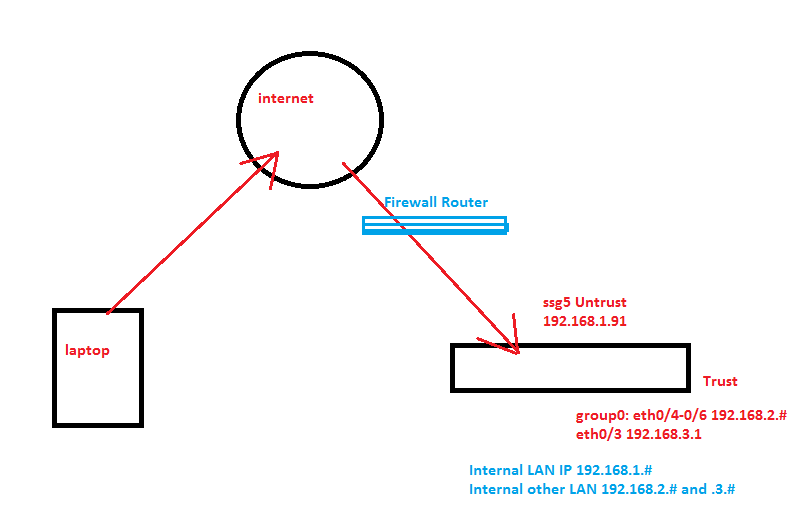 internet
Firewall Router
ssg5 Untrust
192.168.1.91
laptop
Trust
group0: eth0/4-0/6 192.168.2.#
eth0/3 192.168.3.1
Internal LAN IP 192.168.1.#
Internal other LAN 192.168.2.# and .3.#